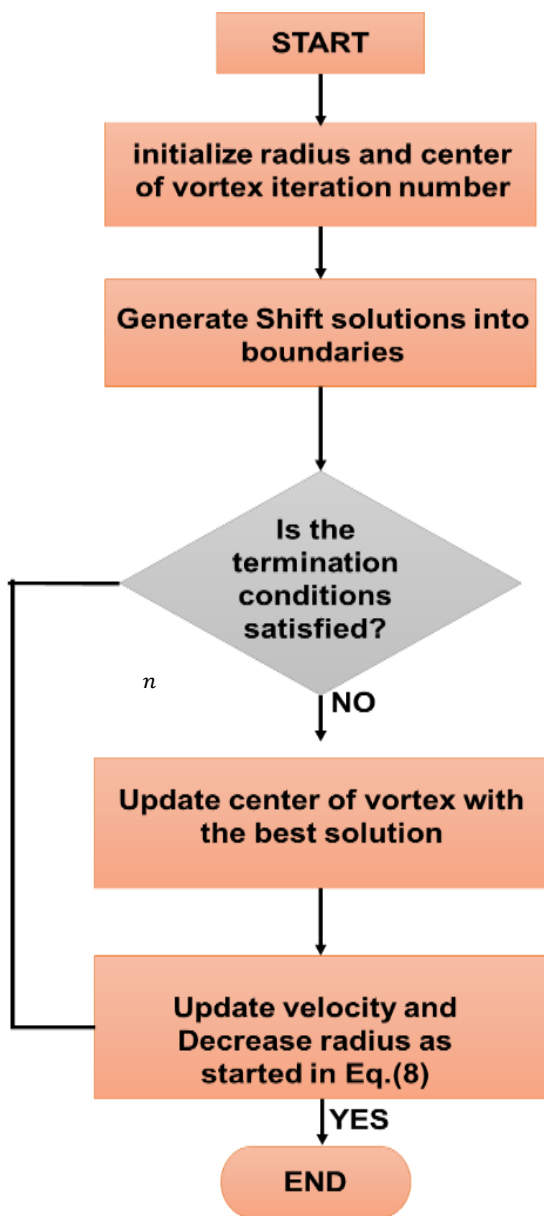 START
initialize radius and center
of vortex iteration number
Generate Shift solutions into
boundaries
Is the
termination
conditions
satisfied?
n
NO
Update center of vortex with
the best solution
Update velocity and
Decrease radius as
started in Eq.(8)
YES
END